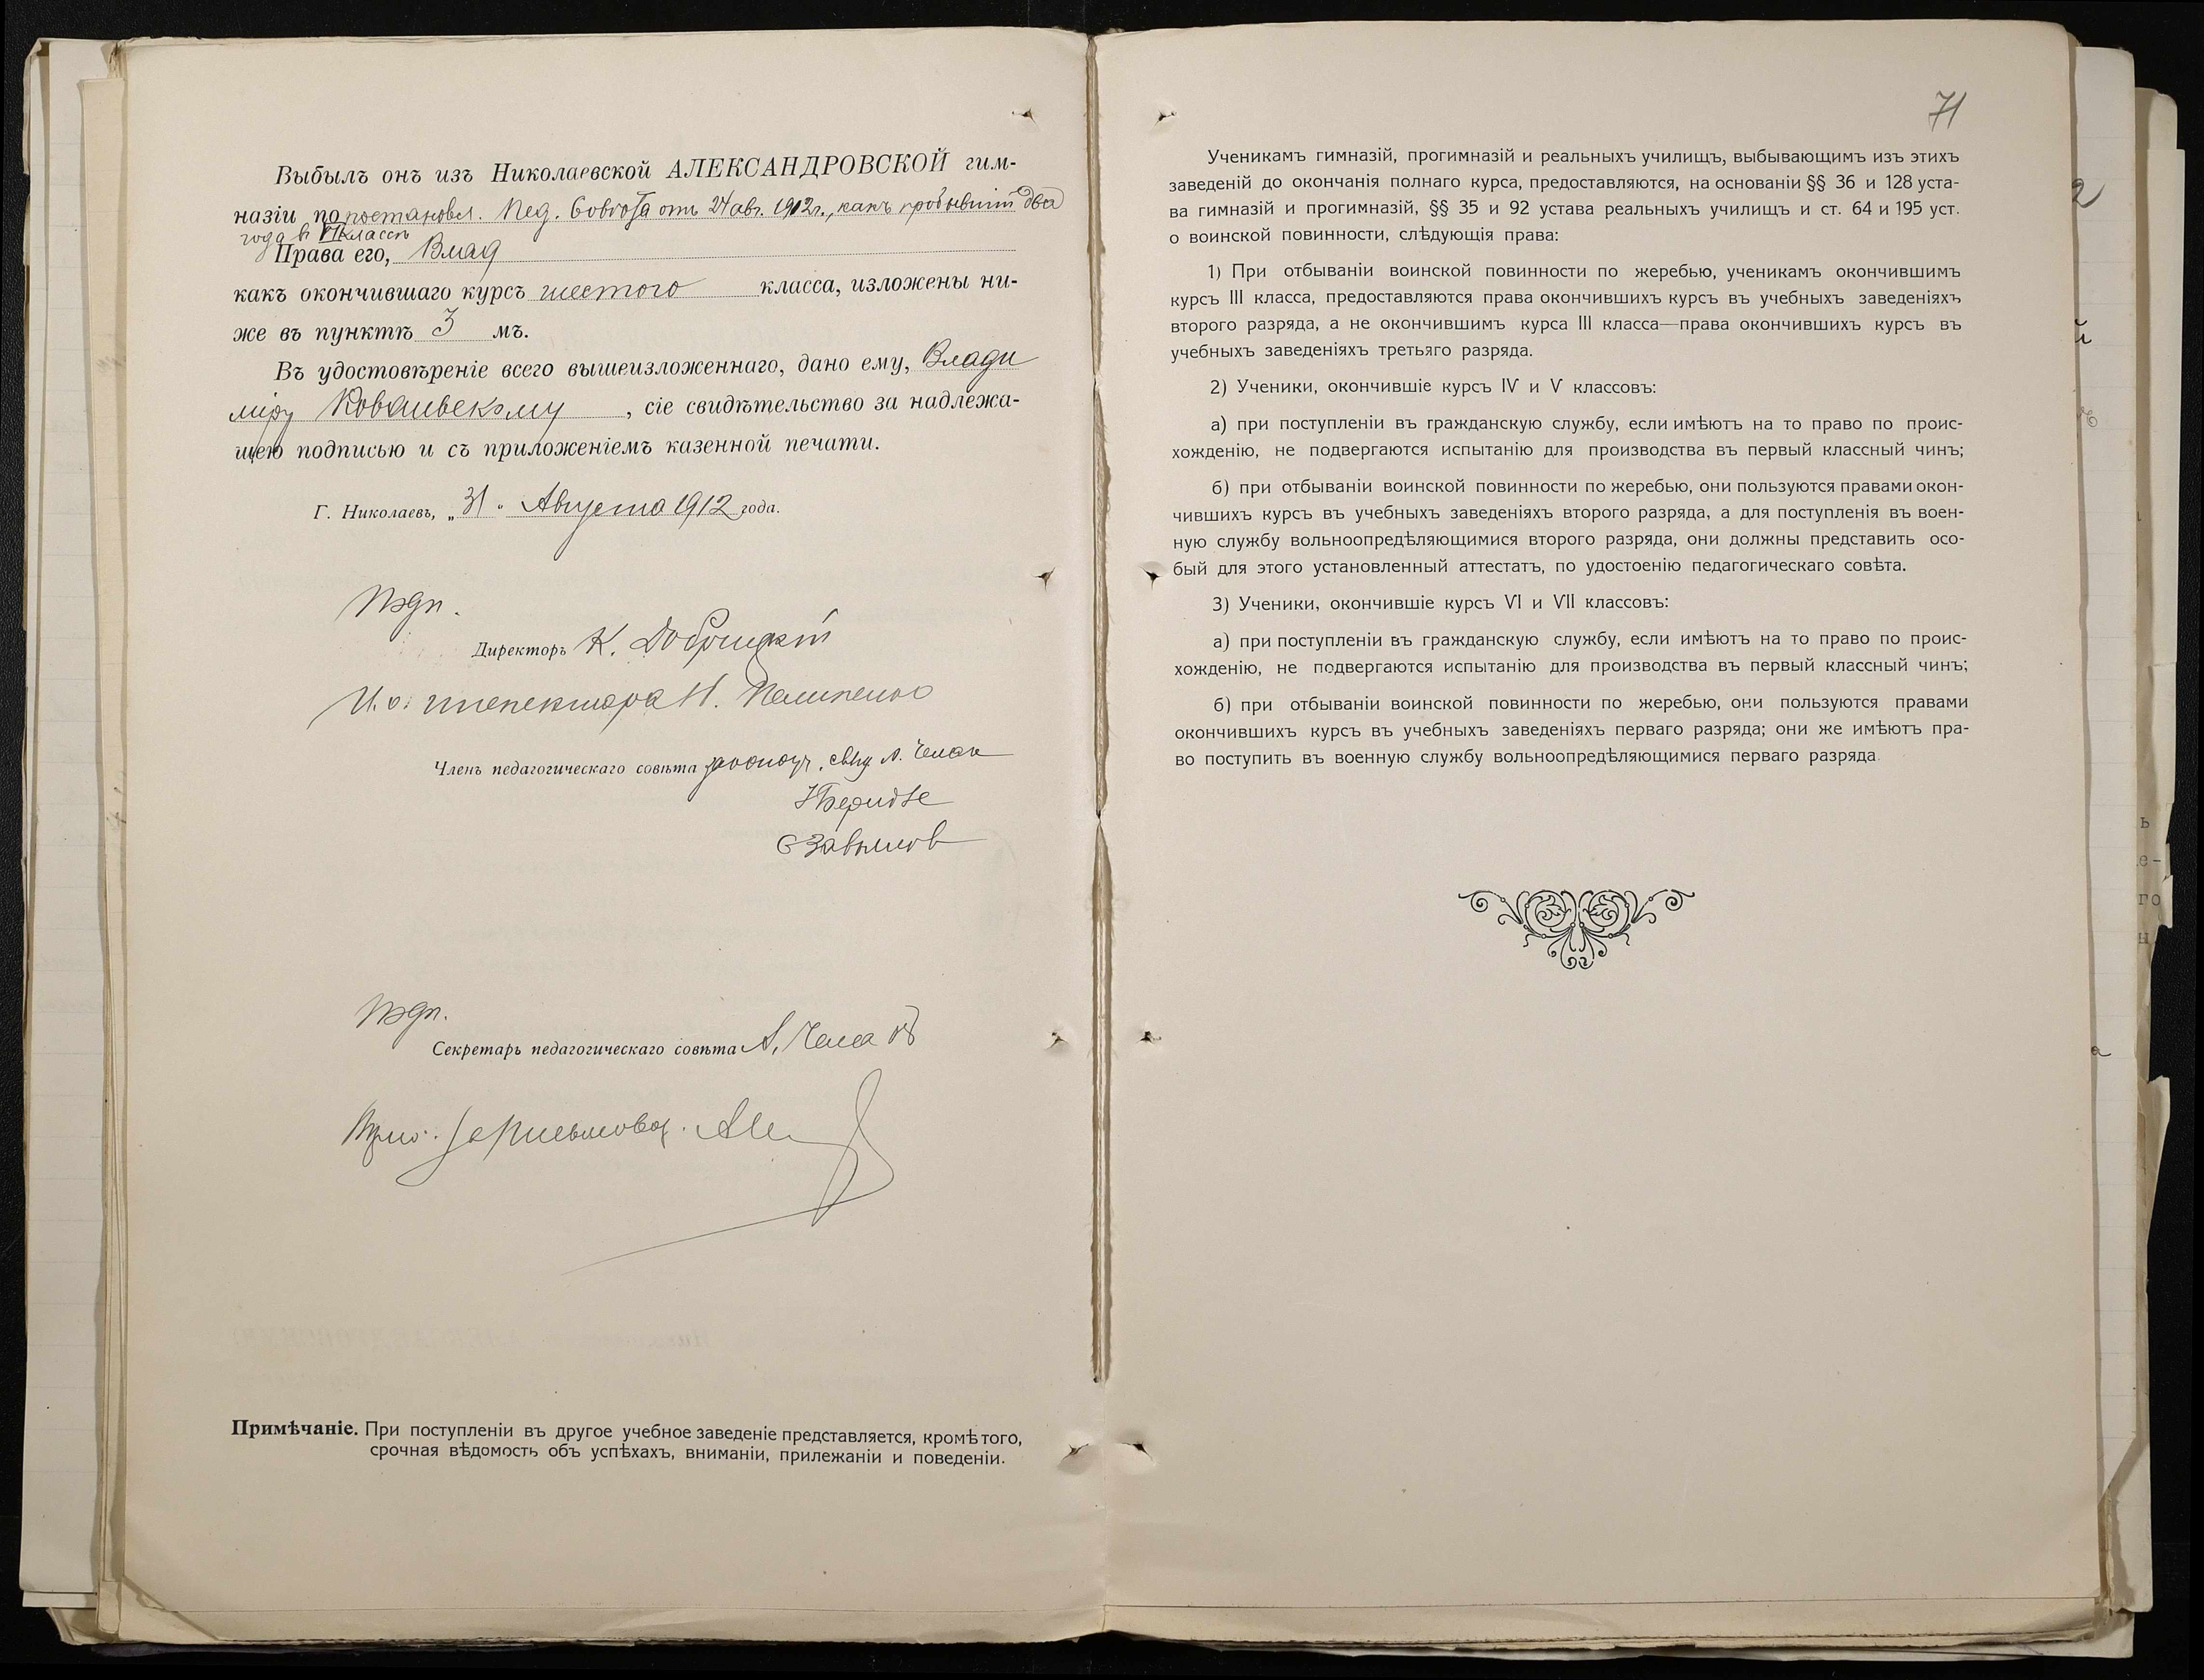 Выбылъ онъ изъ Николаевской АЛЕКСАНДРОВСКОЙ гим-
назіи по постановл. Пед. Совѣта отъ 24 авг. 1912 г., какъ пробывшій два
года въ классѣ
Права его, Влад
какъ окончившаго курсъ шестого класса, изложены ни-
же въ пунктѣ 3 мъ.
Въ удостовѣреніе всего вышеизложеннаго, дано ему, Влади
міру Ковалевскому, сіе свидѣтельство за надлежа-
щею подписью и съ приложеніемъ казенной печати.
Г. Николаевъ, „31“ Августа 1912 года.
Подп.
Директоръ К. Добрицкій
И. о. инспектора Н.
Членъ педагогическаго совѣта
Подп.
Секретарь педагогическаго совѣта А.
Примѣчаніе. При поступленіи въ другое учебное заведеніе представляется, кромѣ того,
срочная вѣдомость объ успѣхахъ, вниманіи, прилежаніи и поведеніи.
71
Ученикамъ гимназій, прогимназій и реальныхъ училищъ, выбывающимъ изъ этихъ
заведеній до окончанія полнаго курса, предоставляются, на основаніи §§ 36 и 128 уста-
ва гимназій и прогимназій, §§ 35 и 92 устава реальныхъ училищъ и ст. 64 и 195 уст.
о воинской повинности, слѣдующія права:
1) При отбываніи воинской повинности по жеребью, ученикамъ окончившимъ
курсъ III класса, предоставляются права окончившихъ курсъ въ учебныхъ заведеніяхъ
второго разряда, а не окончившимъ курса III класса—права окончившихъ курсъ въ
учебныхъ заведеніяхъ третьяго разряда.
2) Ученики, окончившіе курсъ IV и V классовъ:
а) при поступленіи въ гражданскую службу, если имѣютъ на то право по проис-
хожденію, не подвергаются испытанію для производства въ первый классный чинъ;
б) при отбываніи воинской повинности по жеребью, они пользуются правами окон-
чившихъ курсъ въ учебныхъ заведеніяхъ второго разряда, а для поступленія въ воен-
ную службу вольноопредѣляющимися второго разряда, они должны представить осо-
бый для этого установленный аттестатъ, по удостоенію педагогическаго совѣта.
3) Ученики, окончившіе курсъ VI и VII классовъ:
а) при поступленіи въ гражданскую службу, если имѣютъ на то право по проис-
хожденію, не подвергаются испытанію для производства въ первый классный чинъ;
б) при отбываніи воинской повинности по жеребью, они пользуются правами
окончившихъ курсъ въ учебныхъ заведеніяхъ перваго разряда; они же имѣютъ пра-
во поступить въ военную службу вольноопредѣляющимися перваго разряда.